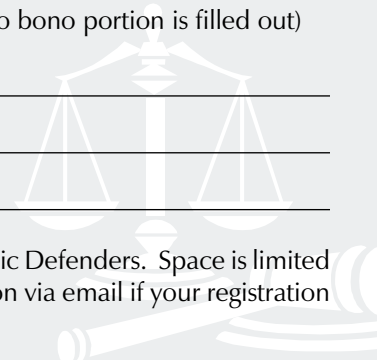 o bono portion is filled out)
ic Defenders. Space is limited
on via email if your registration